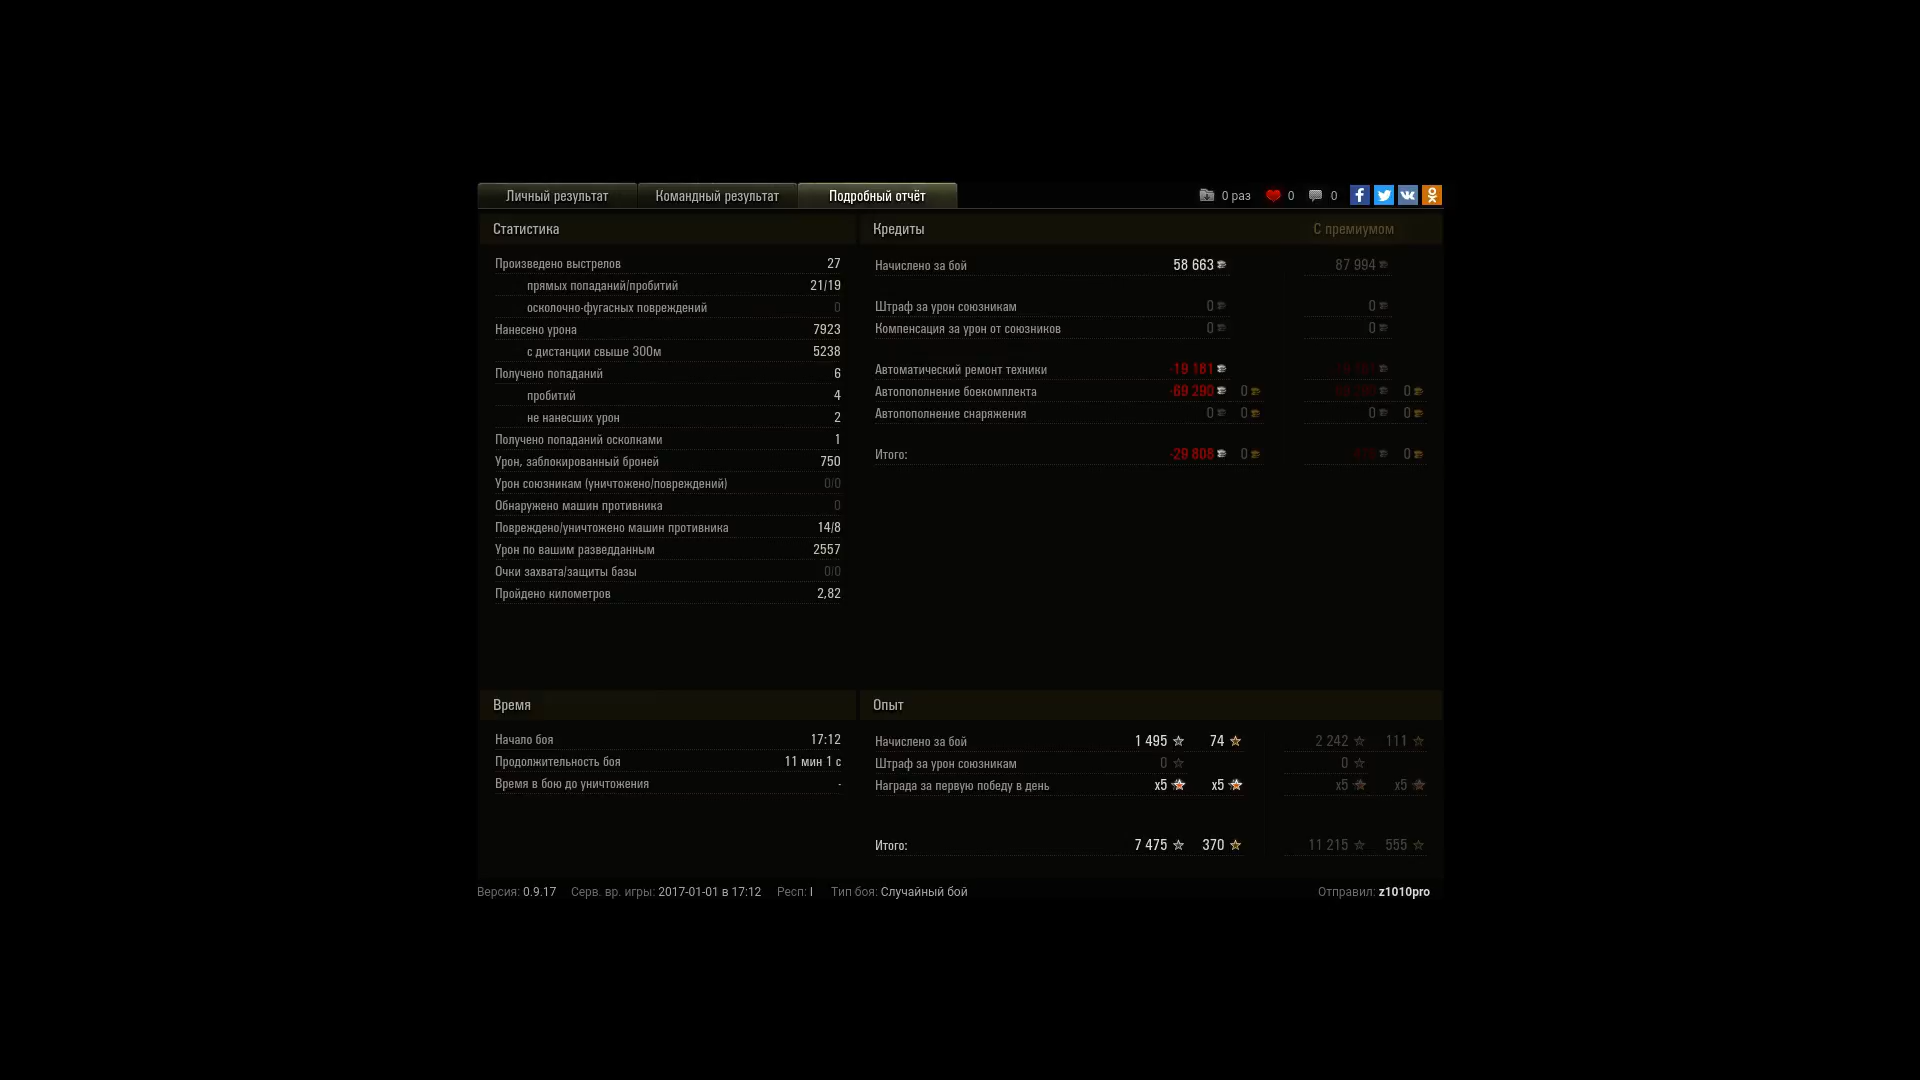 Личный результат Командный результат Подробный отчёт 0 раз 0 0
Статистика
Произведено выстрелов 27
прямых попаданий/пробитий 21/19
осколочно-фугасных повреждений 0
Нанесено урона 7923
с дистанции свыше 300м 5238
Получено попаданий 6
пробитий 4
не нанесших урон 2
Получено попаданий осколками 1
Урон, заблокированный броней 750
Урон союзникам (уничтожено/повреждений) 0/0
Обнаружено машин противника 0
Повреждено/уничтожено машин противника 14/8
Урон по вашим разведданным 2557
Очки захвата/защиты базы 0/0
Пройдено километров 2,82
Кредиты С премиумом
Начислено за бой 58 663 87 994
Штраф за урон союзникам 0 0
Компенсация за урон от союзников 0 0
Автоматический ремонт техники -19 181
Автопополнение боекомплекта -69 290 0 0
Автопополнение снаряжения 0 0 0 0
Итого: -29 808 0 0
Время
Начало боя 17:12
Продолжительность боя 11 мин 1 с
Время в бою до уничтожения -
Опыт
Начислено за бой 1 495 74 2 242 111
Штраф за урон союзникам 0 0
Награда за первую победу в день x5 x5 x5 x5
Итого: 7 475 370 11 215 555
Версия: 0.9.17 Серв. вр. игры: 2017-01-01 в 17:12 Респ: I Тип боя: Случайный бой Отправил: z1010pro